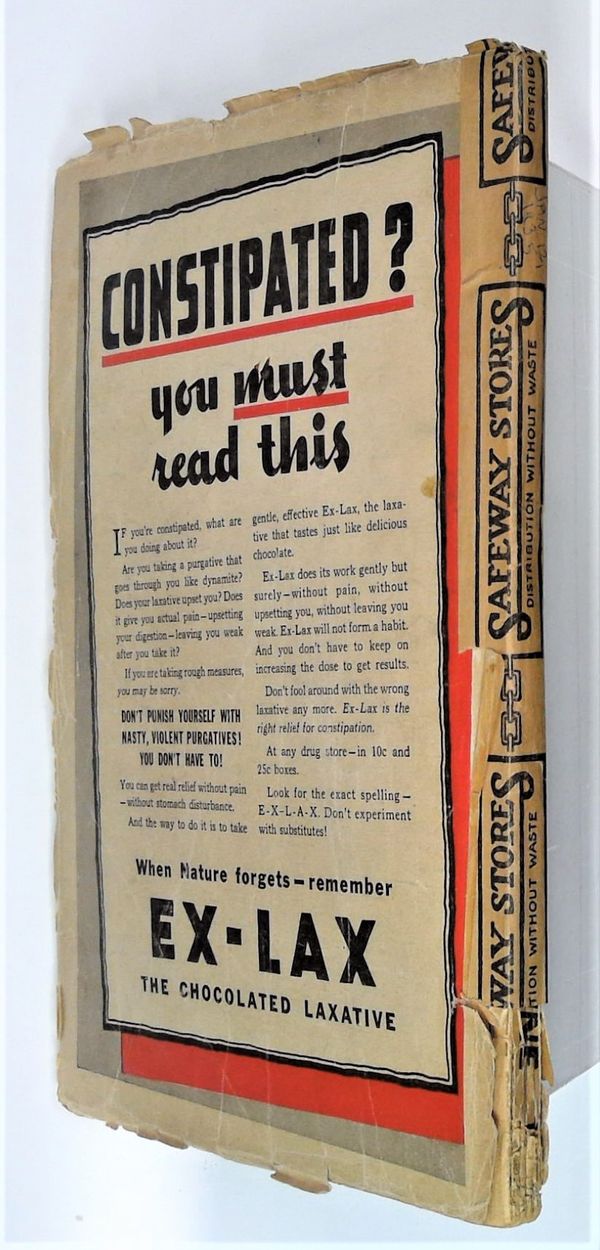 CONSTIPATED?
you must
read this
IF you're constipated, what are
you doing about it?
Are you taking a purgative that
goes through you like dynamite?
Does your laxative upset you? Does
it give you actual pain—upsetting
your digestion—leaving you weak
after you take it?
If you are taking rough measures,
you may be sorry.
DON'T PUNISH YOURSELF WITH
NASTY, VIOLENT PURGATIVES!
YOU DON'T HAVE TO!
You can get real relief without pain
—without stomach disturbance.
And the way to do it is to take
gentle, effective Ex-Lax, the laxa-
tive that tastes just like delicious
chocolate.
Ex-Lax does its work gently but
surely—without pain, without
upsetting you, without leaving you
weak. Ex-Lax will not form a habit.
And you don't have to keep on
increasing the dose to get results.
Don't fool around with the wrong
laxative any more. Ex-Lax is the
right relief for constipation.
At any drug store—in 10c and
25c boxes.
Look for the exact spelling—
E-X-L-A-X. Don't experiment
with substitutes!
When Nature forgets—remember
EX-LAX
THE CHOCOLATED LAXATIVE
SAFEW
DISTRIBU
SAFEWAY STORES
DISTRIBUTION WITHOUT WASTE
WAY STORES
TION WITHOUT WASTE